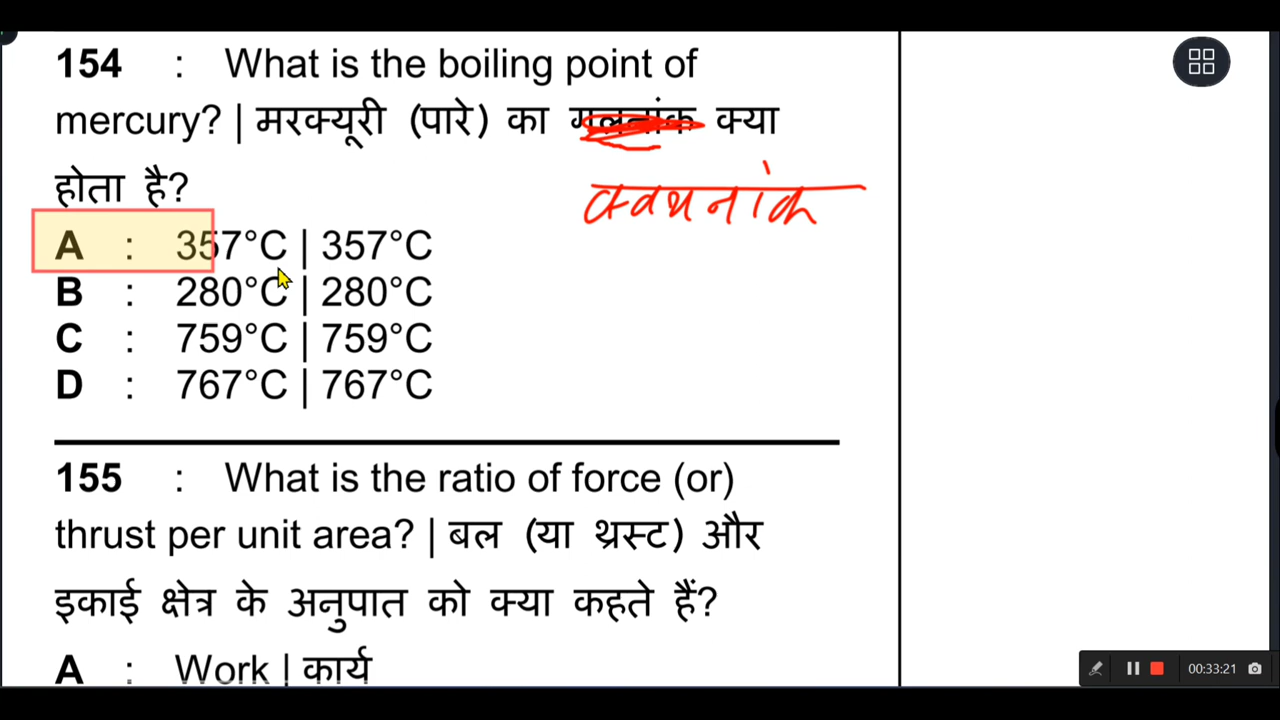 154 : What is the boiling point of
mercury? | मरक्यूरी (पारे) का गलनांक क्या
होता है?
क्वथनांक
A : 357°C | 357°C
B : 280°C | 280°C
C : 759°C | 759°C
D : 767°C | 767°C
155 : What is the ratio of force (or)
thrust per unit area? | बल (या थ्रस्ट) और
इकाई क्षेत्र के अनुपात को क्या कहते हैं?
A : Work | कार्य
00:33:21